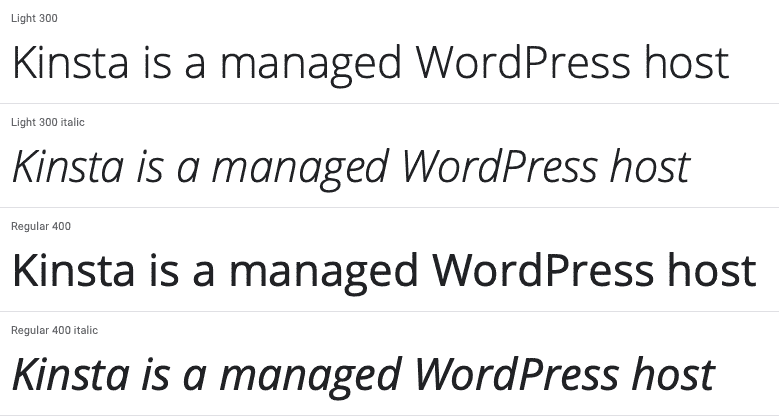 Light 300
Kinsta is a managed WordPress host
Light 300 italic
Kinsta is a managed WordPress host
Regular 400
Kinsta is a managed WordPress host
Regular 400 italic
Kinsta is a managed WordPress host